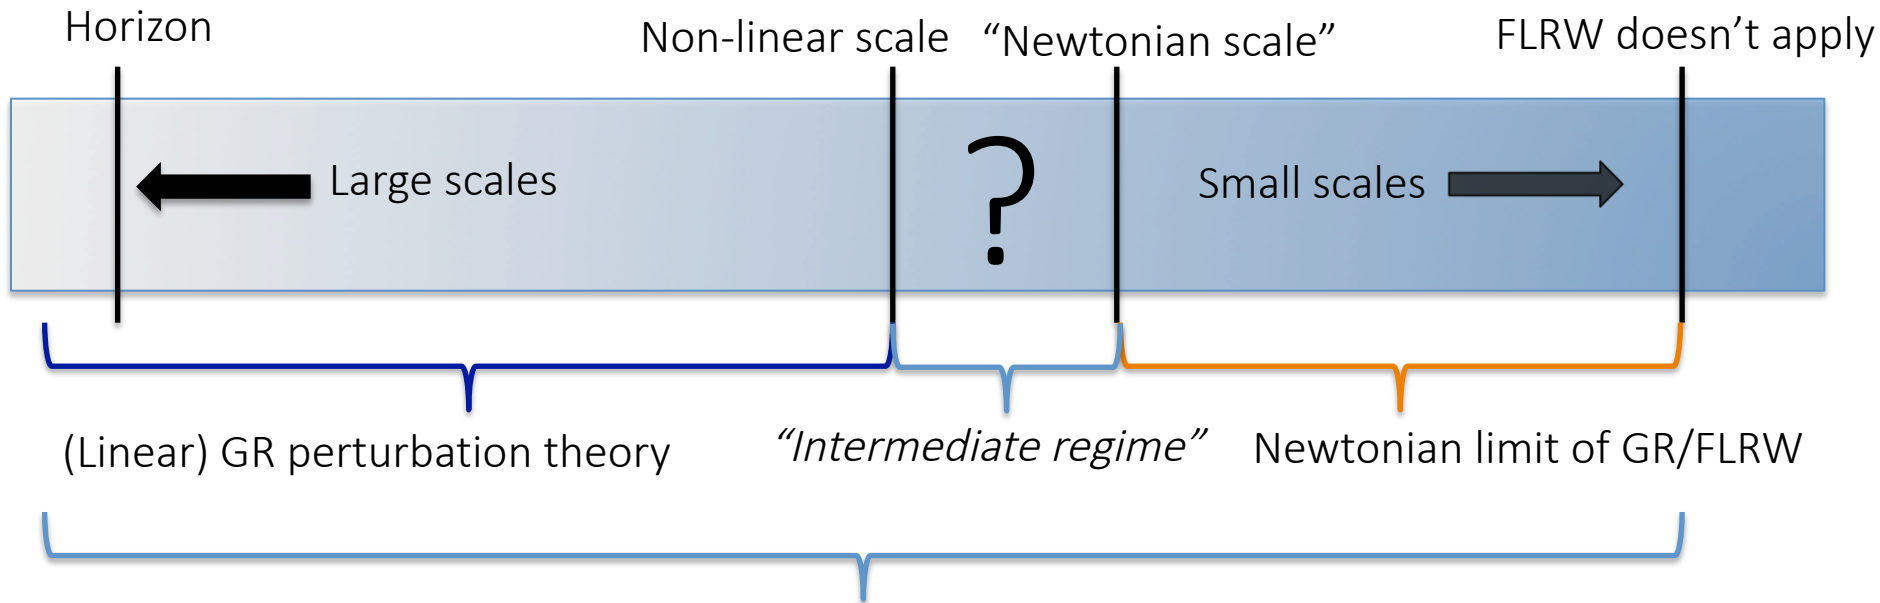 Horizon
Non-linear scale
“Newtonian scale”
FLRW doesn’t apply
Large scales
?
Small scales
(Linear) GR perturbation theory
“Intermediate regime”
Newtonian limit of GR/FLRW